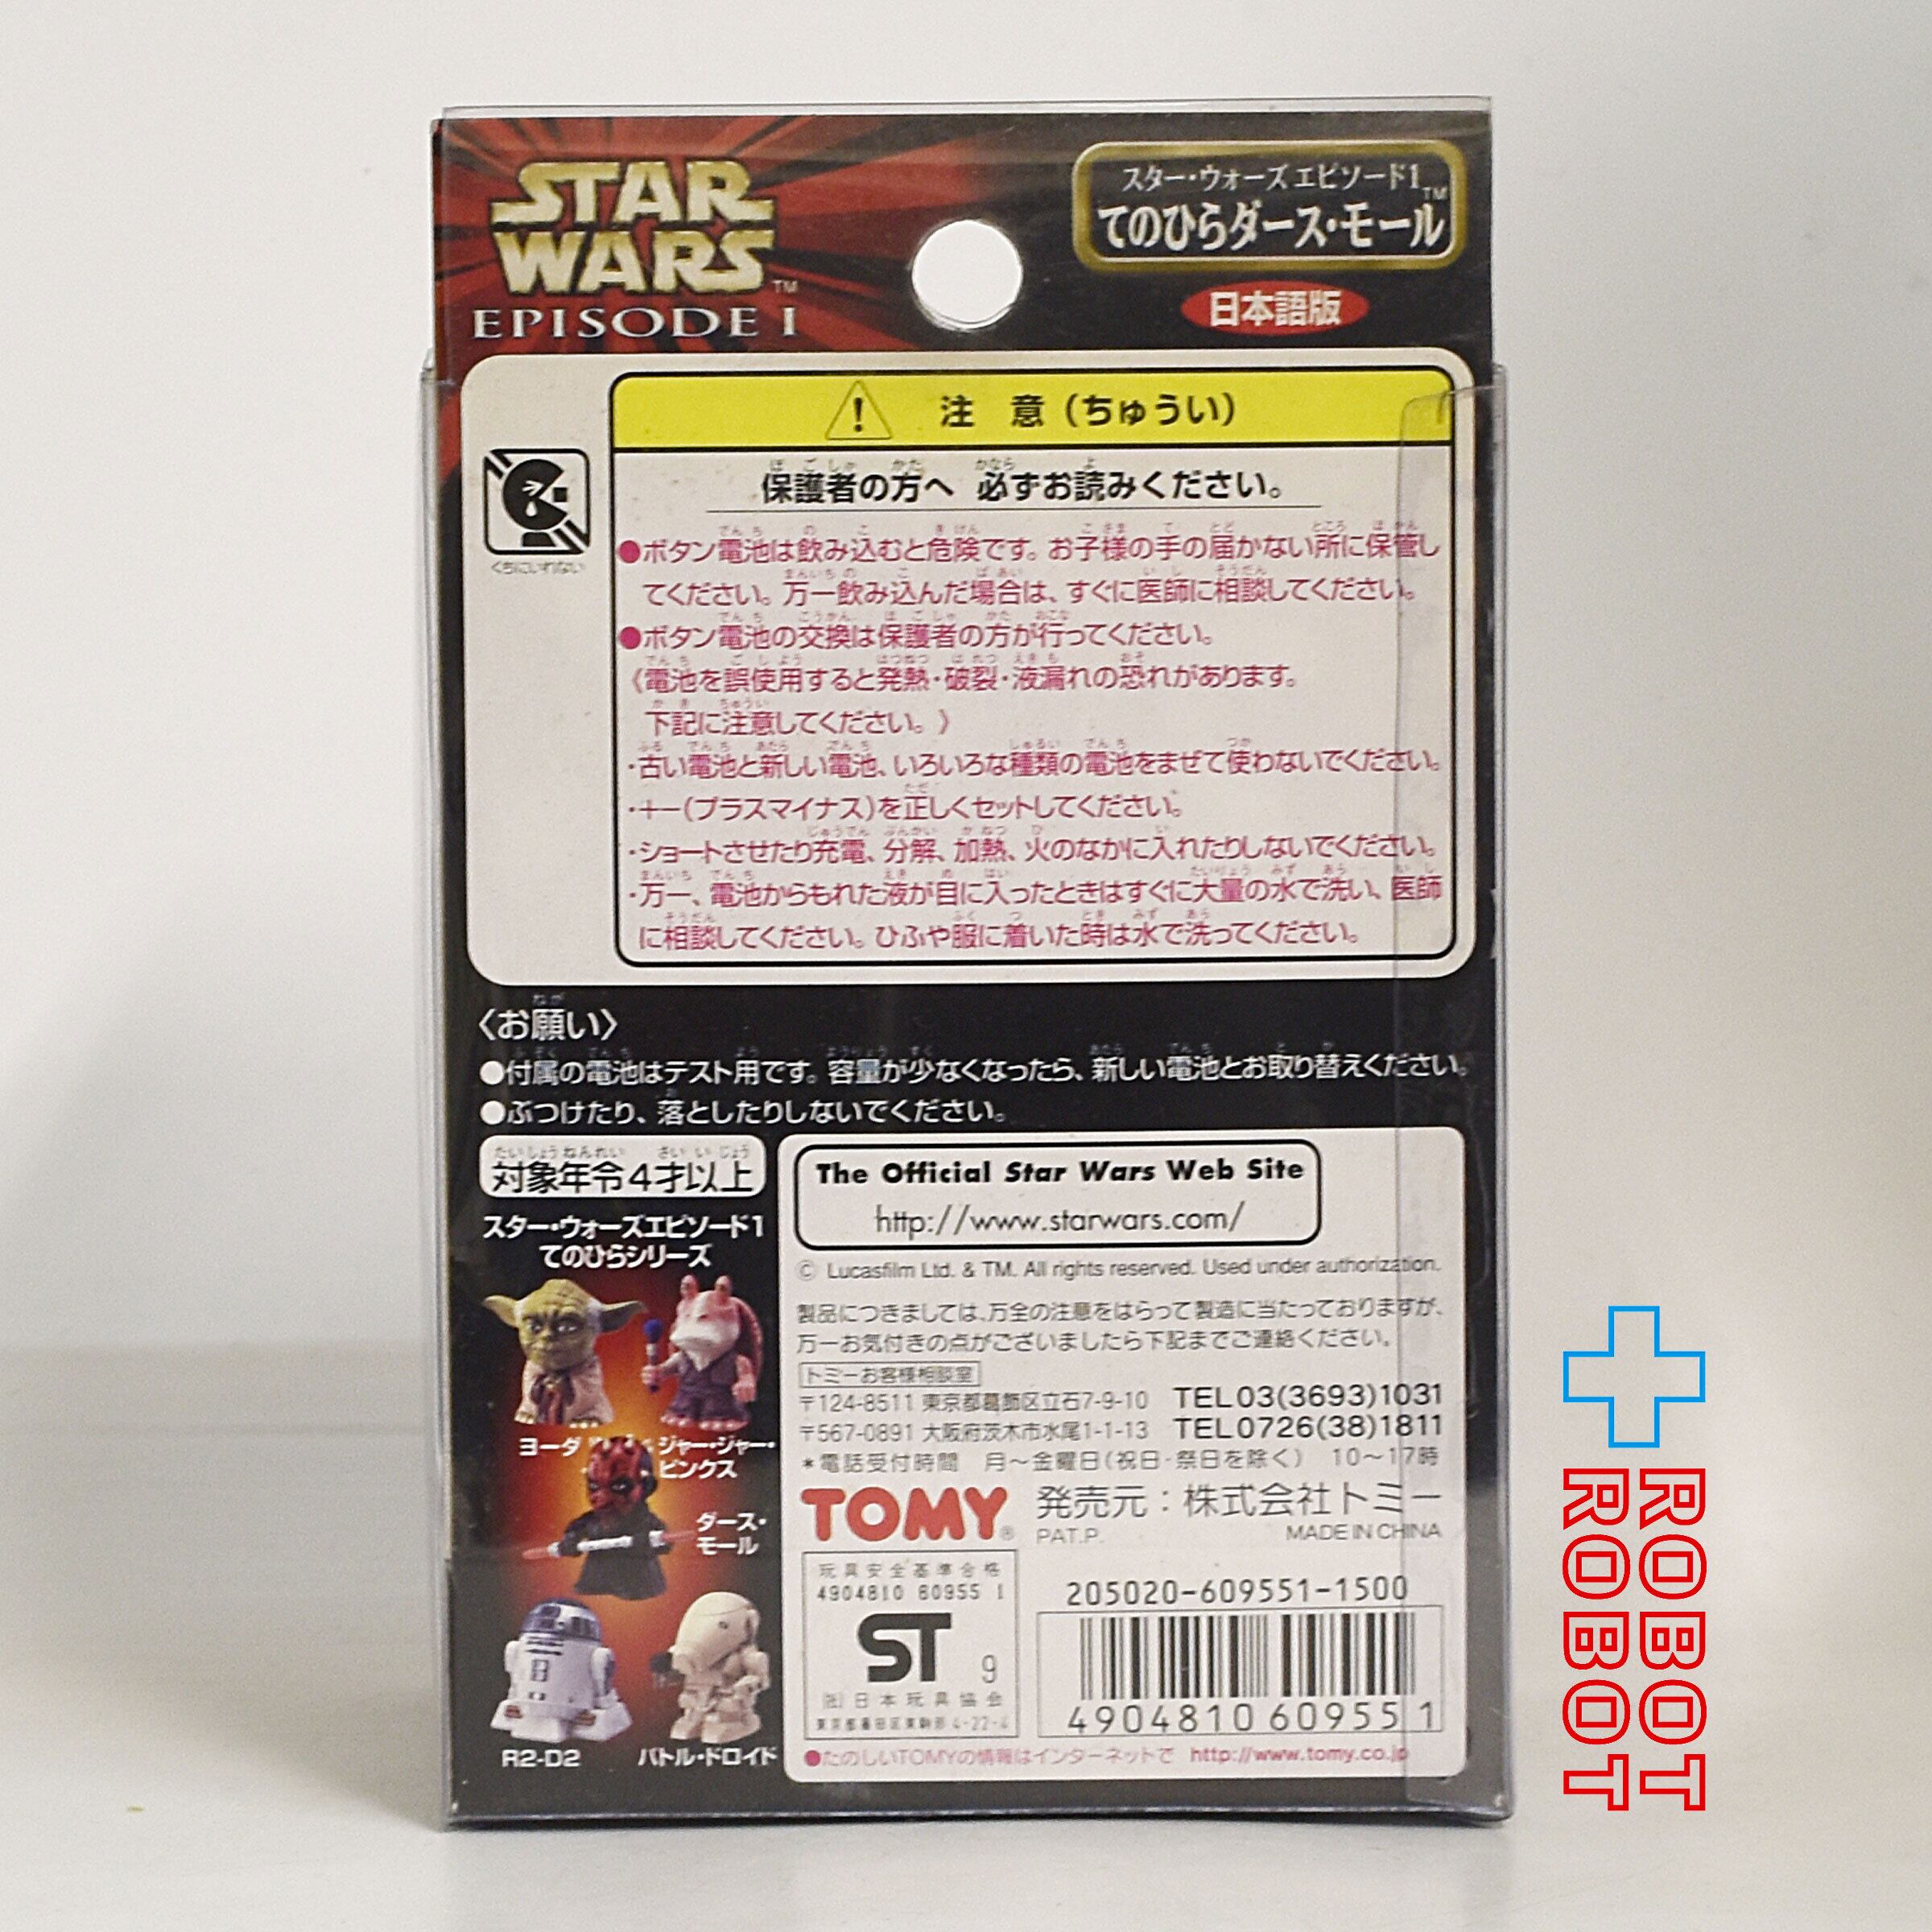 STAR
WARS™
EPISODE I
スター・ウォーズ エピソード1™
てのひらダース・モール
日本語版
注 意（ちゅうい）
保護者の方へ 必ずお読みください。
くちにいれない
●ボタン電池は飲み込むと危険です。お子様の手の届かない所に保管し
てください。万一飲み込んだ場合は、すぐに医師に相談してください。
●ボタン電池の交換は保護者の方が行ってください。
〈電池を誤使用すると発熱・破裂・液漏れの恐れがあります。
下記に注意してください。〉
・古い電池と新しい電池、いろいろな種類の電池をまぜて使わないでください。
・＋−（プラスマイナス）を正しくセットしてください。
・ショートさせたり充電、分解、加熱、火のなかに入れたりしないでください。
・万一、電池からもれた液が目に入ったときはすぐに大量の水で洗い、医師
に相談してください。ひふや服に着いた時は水で洗ってください。
〈お願い〉
●付属の電池はテスト用です。容量が少なくなったら、新しい電池とお取り替えください。
●ぶつけたり、落としたりしないでください。
対象年令4才以上
スター・ウォーズエピソード1
てのひらシリーズ
ヨーダ
ジャー・ジャー・
ビンクス
ダース・
モール
R2-D2
バトル・ドロイド
The Official Star Wars Web Site
http://www.starwars.com/
© Lucasfilm Ltd. & TM. All rights reserved. Used under authorization.
製品につきましては、万全の注意をはらって製造に当たっておりますが、
万一お気付きの点がございましたら下記までご連絡ください。
トミーお客様相談室
〒124-8511 東京都葛飾区立石7-9-10 TEL03(3693)1031
〒567-0891 大阪府茨木市水尾1-1-13 TEL0726(38)1811
＊電話受付時間 月〜金曜日（祝日・祭日を除く） 10〜17時
TOMY® 発売元：株式会社トミー
PAT.P. MADE IN CHINA
玩具安全基準合格
4904810 60955 1
ST 9
(社)日本玩具協会
東京都墨田区東駒形4-22-4
205020-609551-1500
4904810609551
●たのしいTOMYの情報はインターネットで http://www.tomy.co.jp
ROBOT
ROBOT